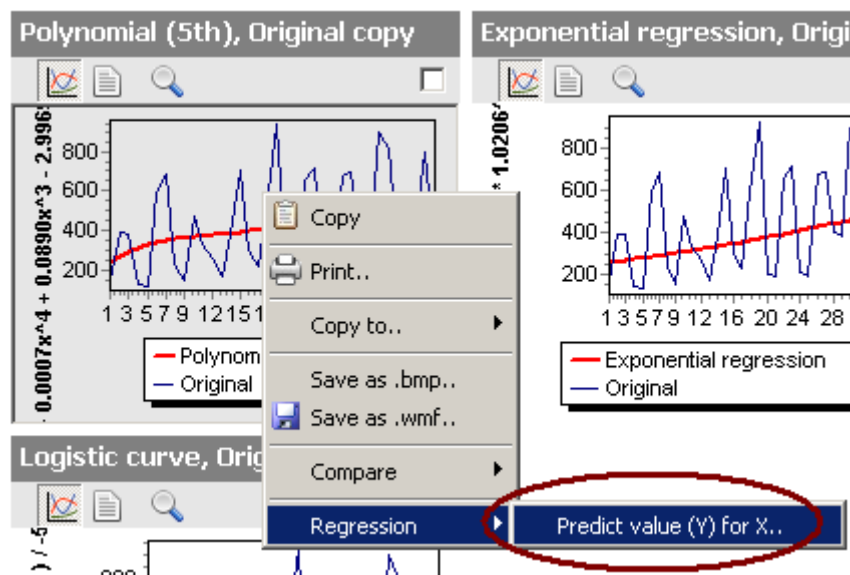 Polynomial (5th), Original copy
Exponential regression, Origi
0.0007x^4 + 0.0890x^3 - 2.996
800
600
400
200
1 3 5 7 9 12 15 1
Polynom
Original
* 1.0206^
800
600
400
200
1 3 5 7 9 12 16 20 24 28
Exponential regression
Original
Copy
Print..
Copy to..
Save as .bmp..
Save as .wmf..
Compare
Regression
Predict value (Y) for X..
Logistic curve, Orig
) / -5